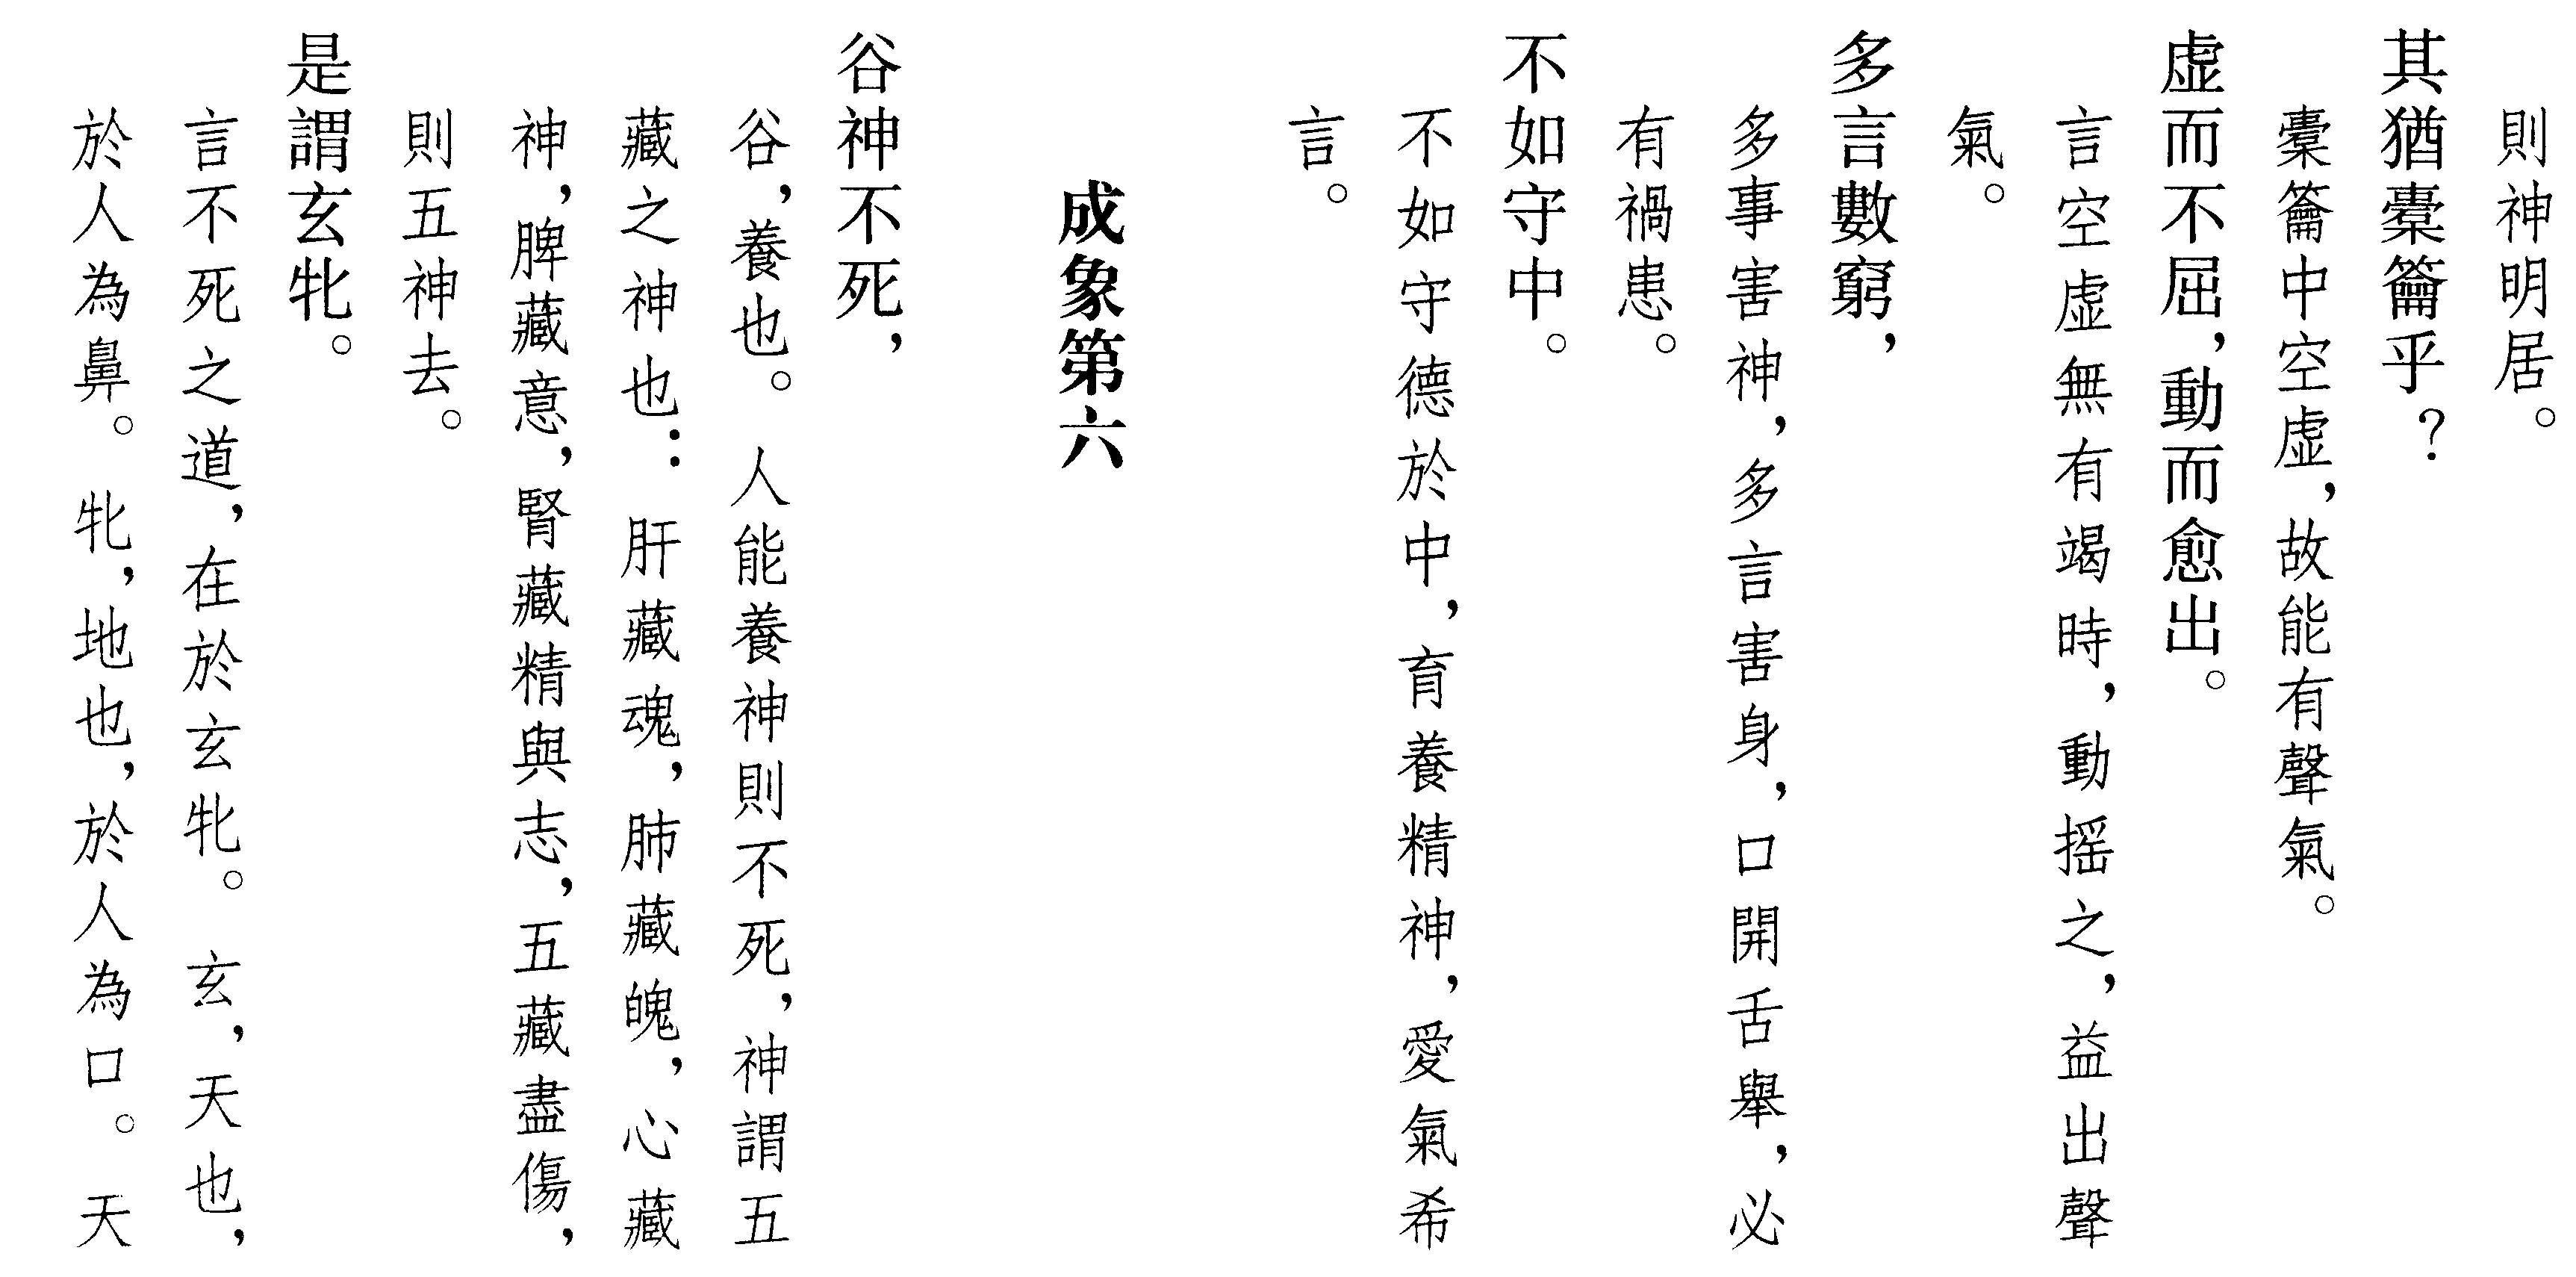 則神明居。
其猶橐籥乎？
橐籥中空虛，故能有聲氣。
虛而不屈，動而愈出。
言空虛無有竭時，動摇之，益出聲
氣。
多言數窮，
多事害神，多言害身，口開舌舉，必
有禍患。
不如守中。
不如守德於中，育養精神，愛氣希
言。
成象第六
谷神不死，
谷，養也。人能養神則不死，神謂五
藏之神也：肝藏魂，肺藏魄，心藏
神，脾藏意，腎藏精與志，五藏盡傷，
則五神去。
是謂玄牝。
言不死之道，在於玄牝。玄，天也，
於人為鼻。牝，地也，於人為口。天